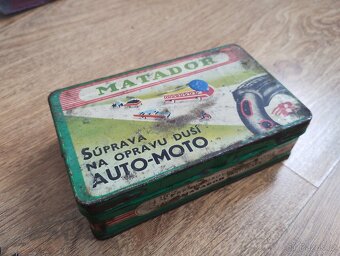 MATADOR
SÚPRAVA
NA OPRAVU DUŠÍ
AUTO-MOTO